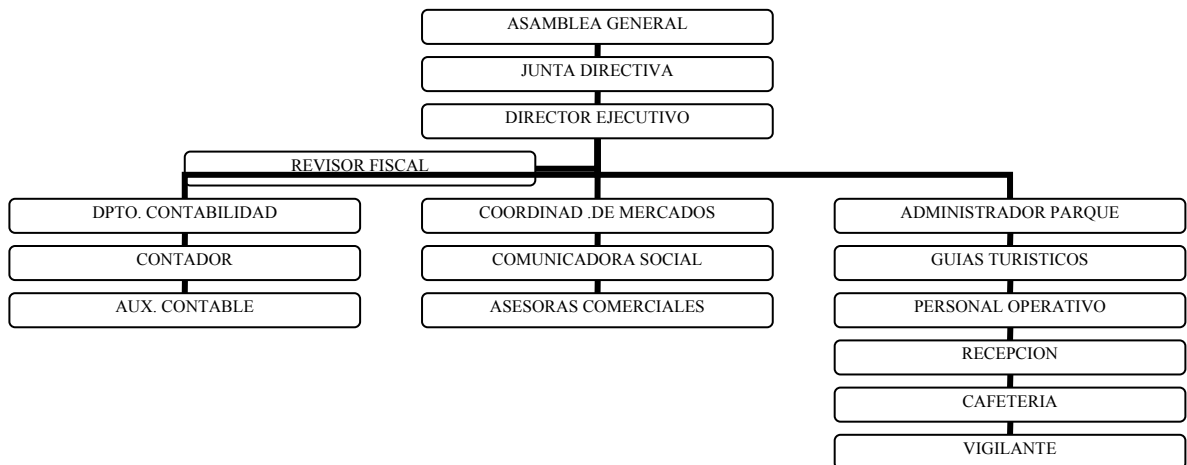 ASAMBLEA GENERAL
JUNTA DIRECTIVA
DIRECTOR EJECUTIVO
REVISOR FISCAL
DPTO. CONTABILIDAD
CONTADOR
AUX. CONTABLE
COORDINAD .DE MERCADOS
COMUNICADORA SOCIAL
ASESORAS COMERCIALES
ADMINISTRADOR PARQUE
GUIAS TURISTICOS
PERSONAL OPERATIVO
RECEPCION
CAFETERIA
VIGILANTE